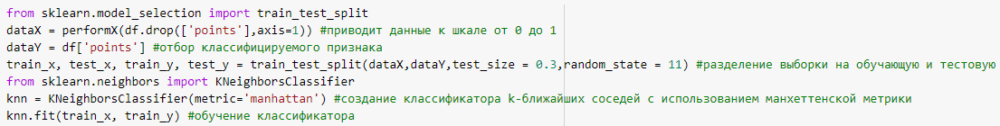 from sklearn.model_selection import train_test_split
dataX = performX(df.drop(['points'],axis=1)) #приводит данные к шкале от 0 до 1
dataY = df['points'] #отбор классифицируемого признака
train_x, test_x, train_y, test_y = train_test_split(dataX,dataY,test_size = 0.3,random_state = 11) #разделение выборки на обучающую и тестовую
from sklearn.neighbors import KNeighborsClassifier
knn = KNeighborsClassifier(metric='manhattan') #создание классификатора k-ближайших соседей с использованием манхеттенской метрики
knn.fit(train_x, train_y) #обучение классификатора